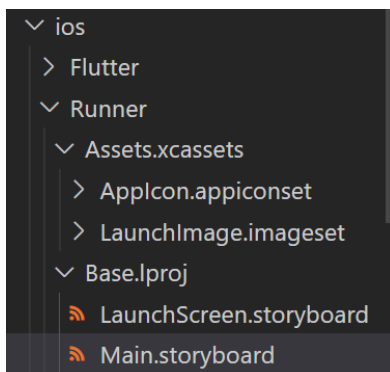 ios
Flutter
Runner
Assets.xcassets
AppIcon.appiconset
LaunchImage.imageset
Base.lproj
LaunchScreen.storyboard
Main.storyboard